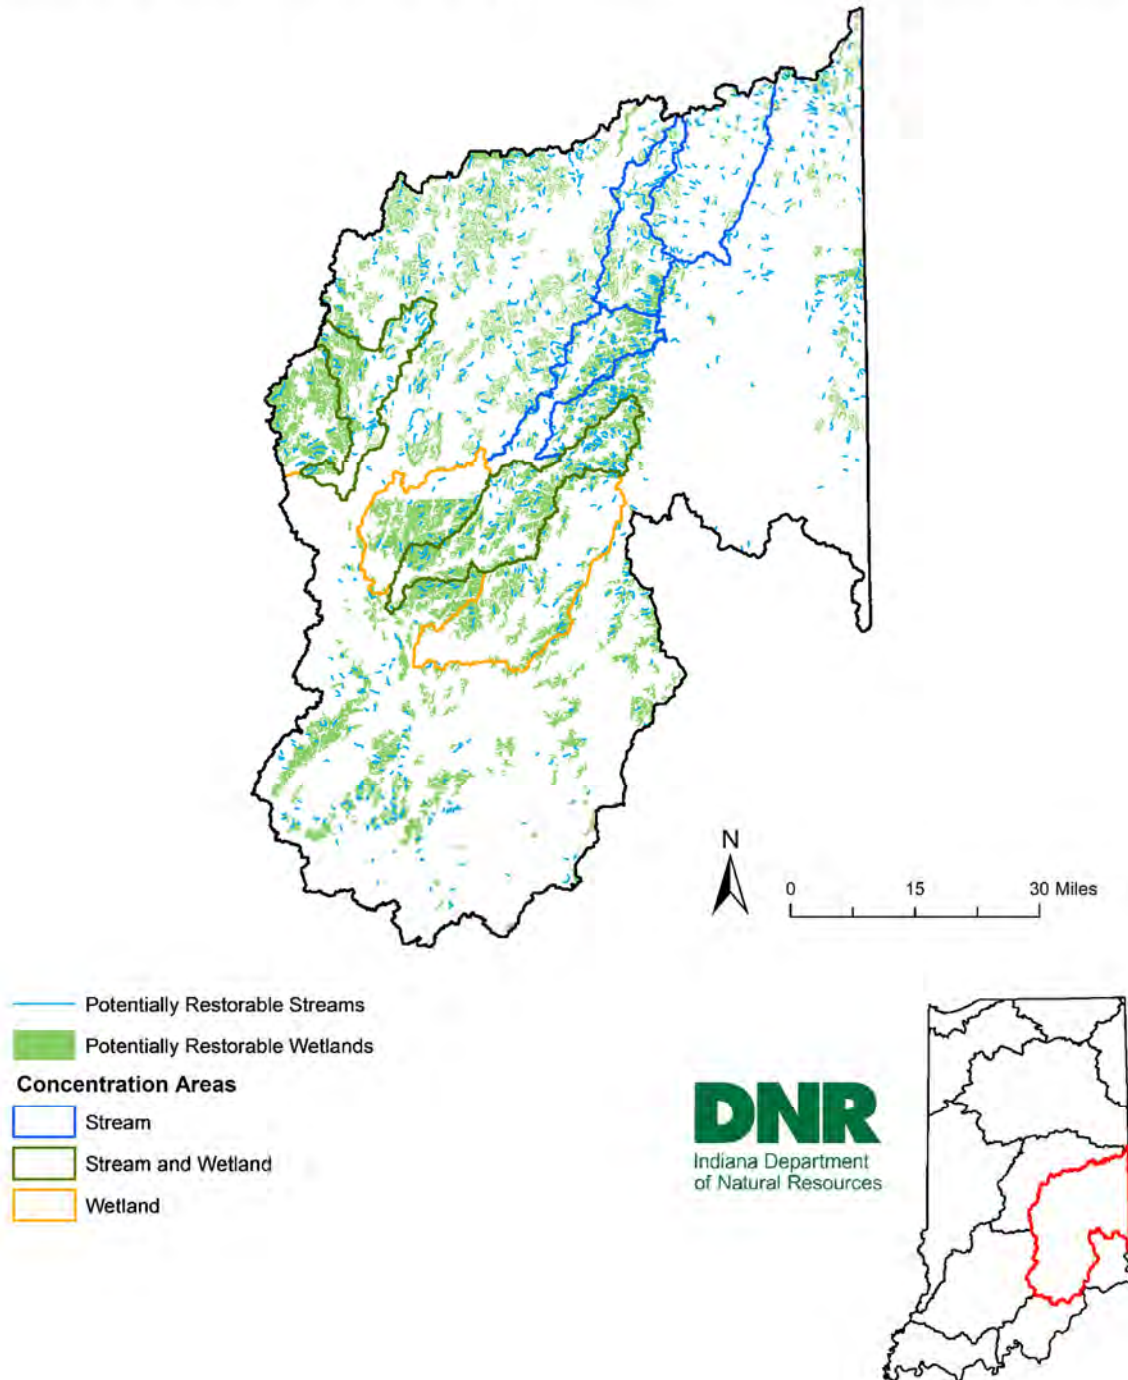 N
0 15 30 Miles
Potentially Restorable Streams
Potentially Restorable Wetlands
Concentration Areas
Stream
Stream and Wetland
Wetland
DNR
Indiana Department
of Natural Resources